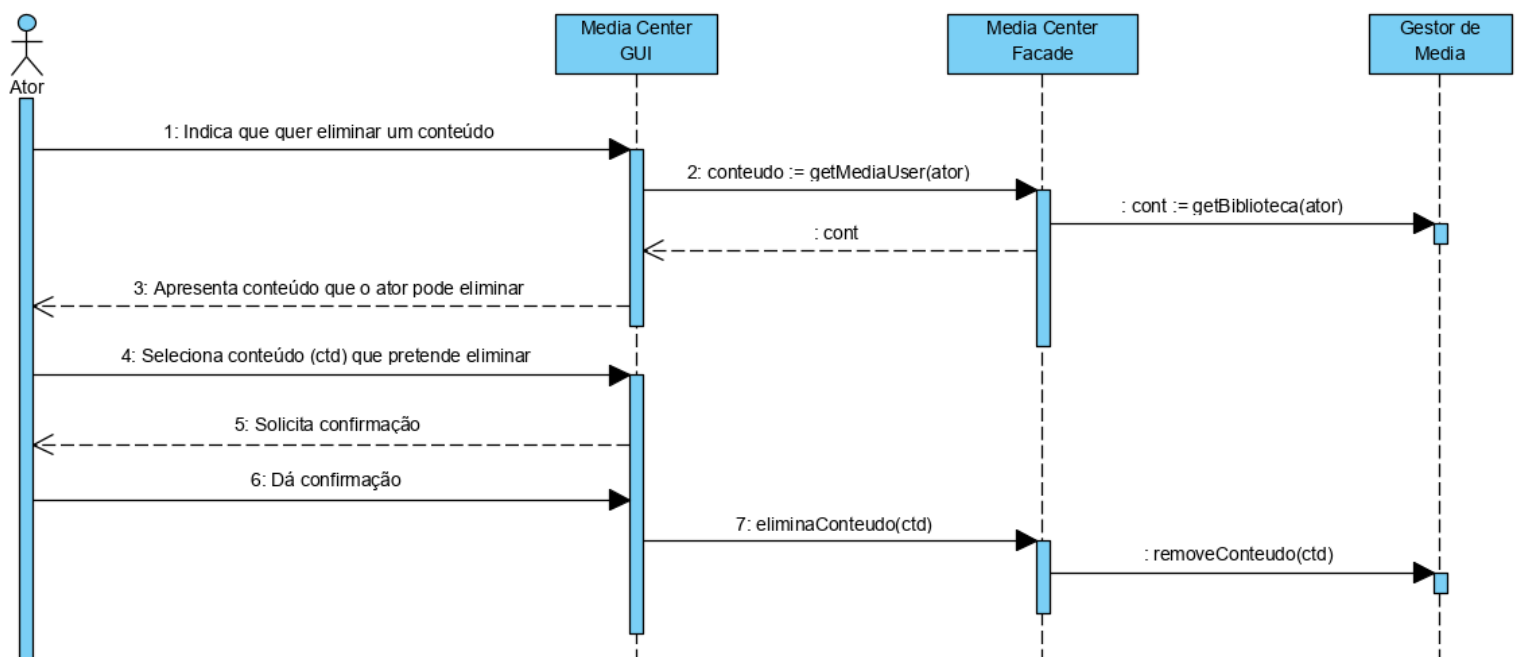 Ator
Media Center
GUI
Media Center
Facade
Gestor de
Media
1: Indica que quer eliminar um conteúdo
2: conteudo := getMediaUser(ator)
: cont := getBiblioteca(ator)
: cont
3: Apresenta conteúdo que o ator pode eliminar
4: Seleciona conteúdo (ctd) que pretende eliminar
5: Solicita confirmação
6: Dá confirmação
7: eliminaConteudo(ctd)
: removeConteudo(ctd)